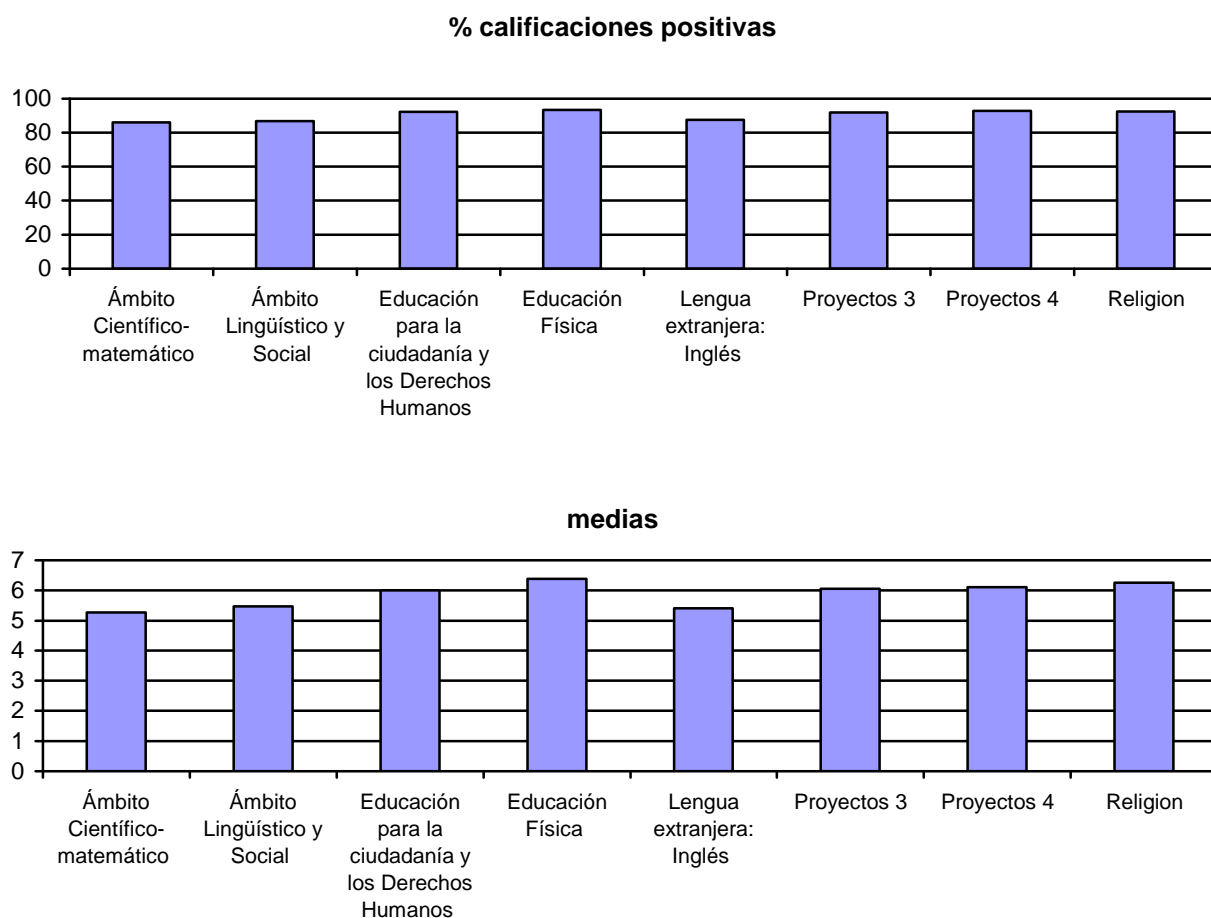 % calificaciones positivas
100
80
60
40
20
0
Ámbito
Científico-
matemático
Ámbito
Lingüístico y
Social
Educación
para la
ciudadanía y
los Derechos
Humanos
Educación
Física
Lengua
extranjera:
Inglés
Proyectos 3
Proyectos 4
Religion
medias
7
6
5
4
3
2
1
0
Ámbito
Científico-
matemático
Ámbito
Lingüístico y
Social
Educación
para la
ciudadanía y
los Derechos
Humanos
Educación
Física
Lengua
extranjera:
Inglés
Proyectos 3
Proyectos 4
Religion